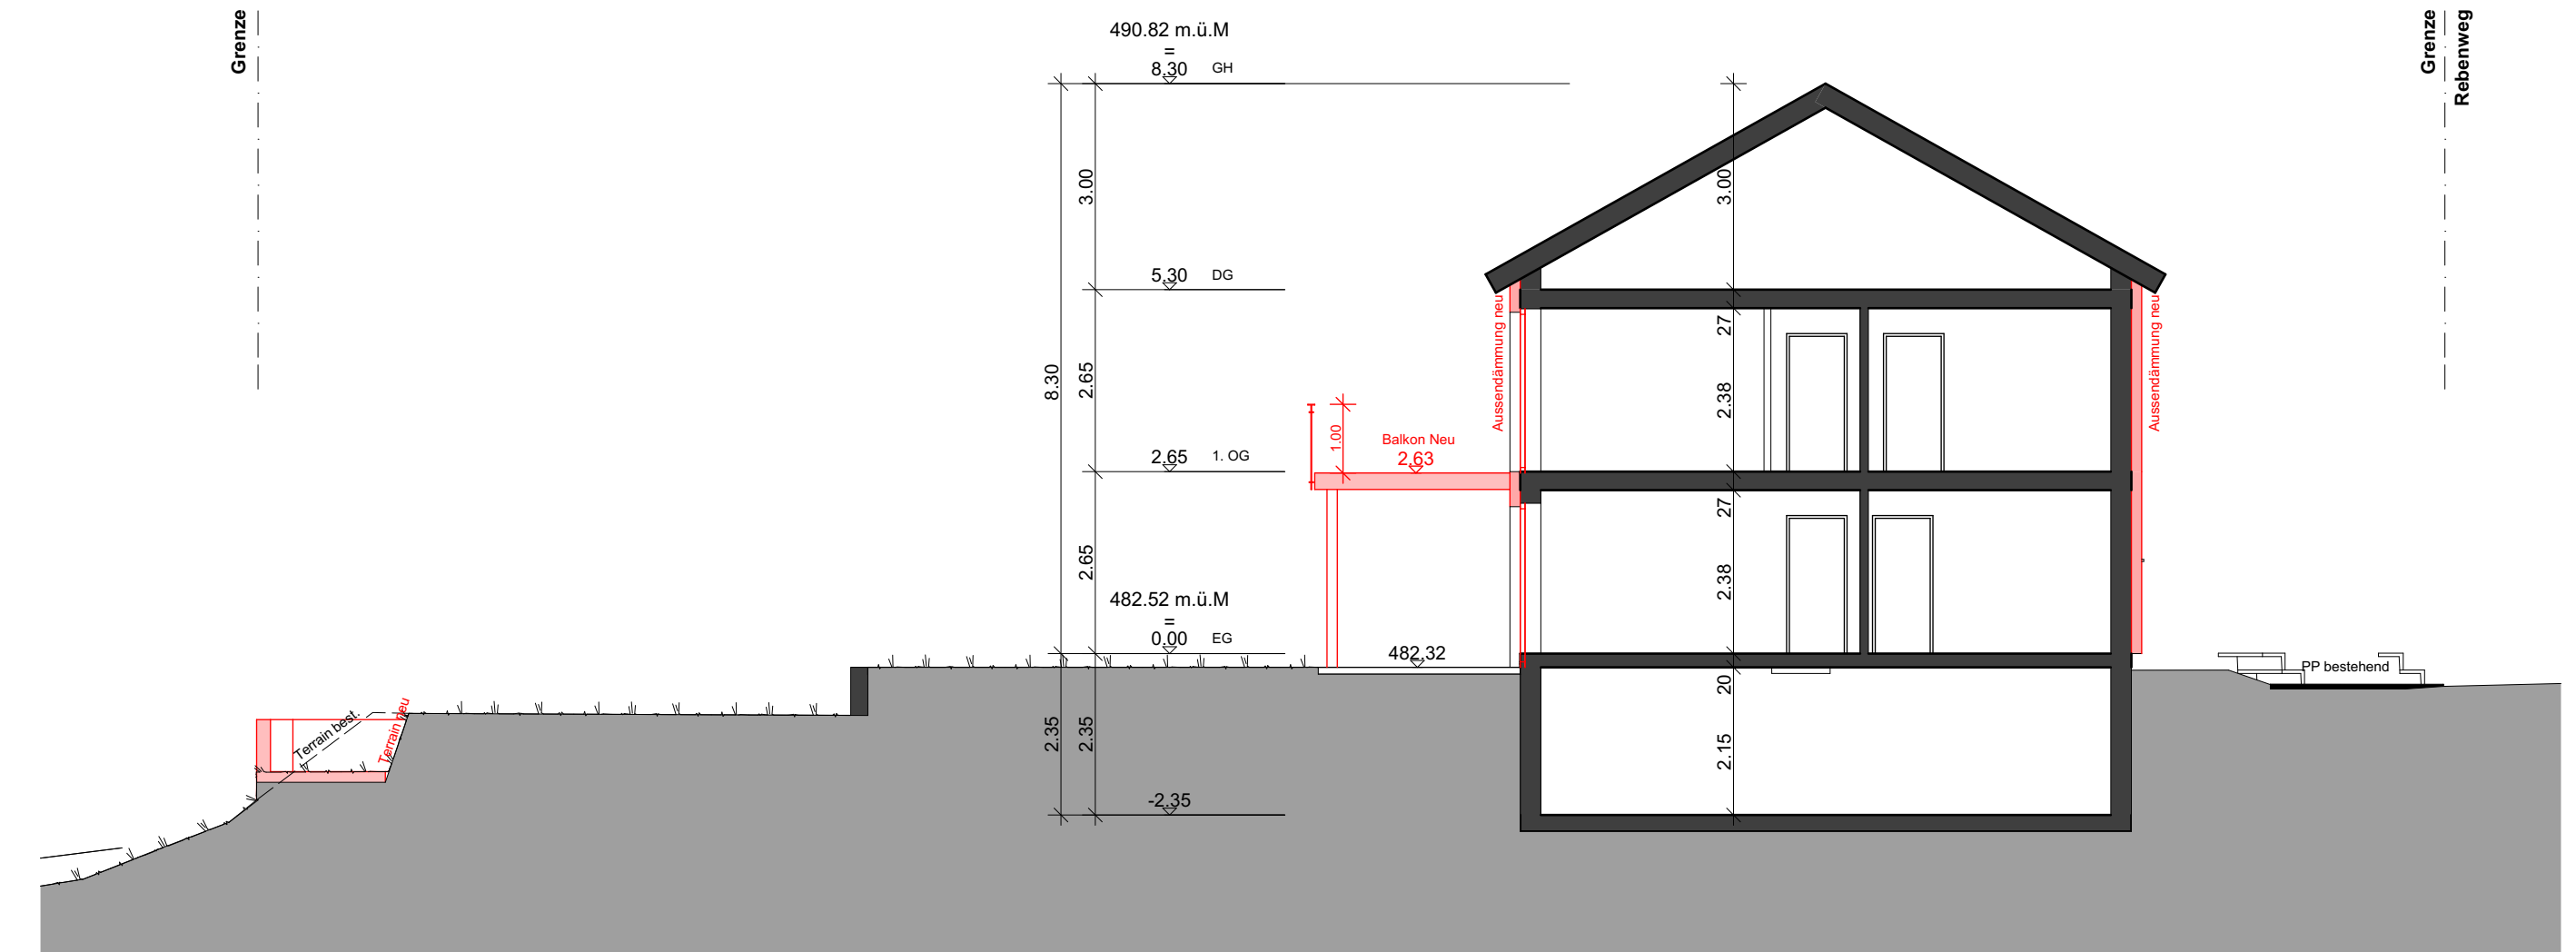 Grenze
490.82 m.ü.M
=
8.30 GH
Grenze
Rebenweg
3.00
3.00
5.30 DG
Aussendämmung neu
Aussendämmung neu
27
8.30
2.65
2.38
1.00
Balkon Neu
2.63
2.65 1. OG
27
2.65
2.38
482.52 m.ü.M
=
0.00 EG
482.32
PP bestehend
20
Terrain best.
Terrain neu
2.35
2.35
2.15
-2.35